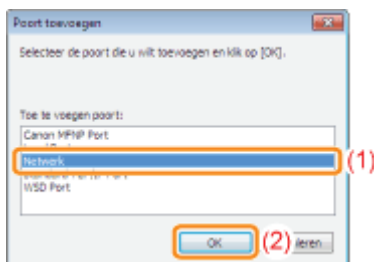 Poort toevoegen
Selecteer de poort die u wilt toevoegen en klik op [OK].
Toe te voegen poort:
Canon MFNP Port
Netwerk
(1)
WSD Port
OK
(2)